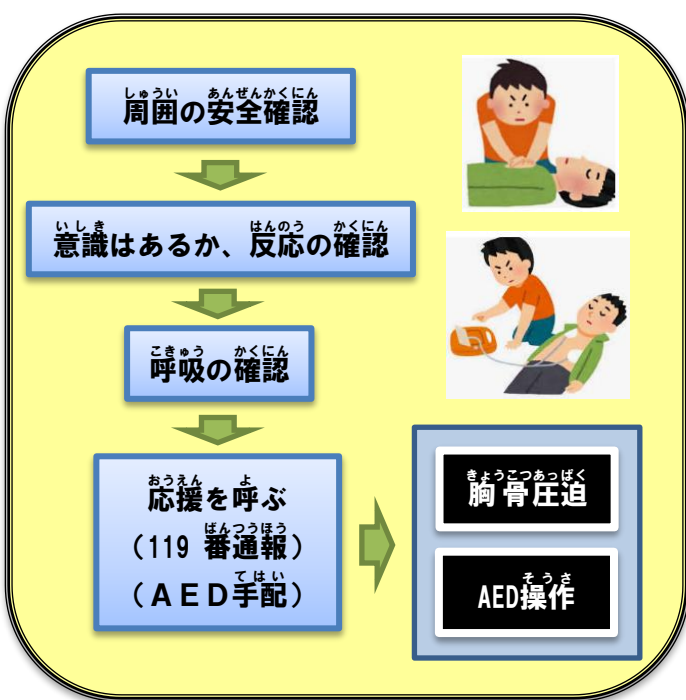 しゅうい あんぜんかくにん
周囲の安全確認
いしき はんのう かくにん
意識はあるか、反応の確認
こきゅう かくにん
呼吸の確認
おうえん よ
応援を呼ぶ
ばんつうほう
（119 番通報）
てはい
（ＡＥＤ手配）
きょうこつあっぱく
胸骨圧迫
そうさ
AED操作